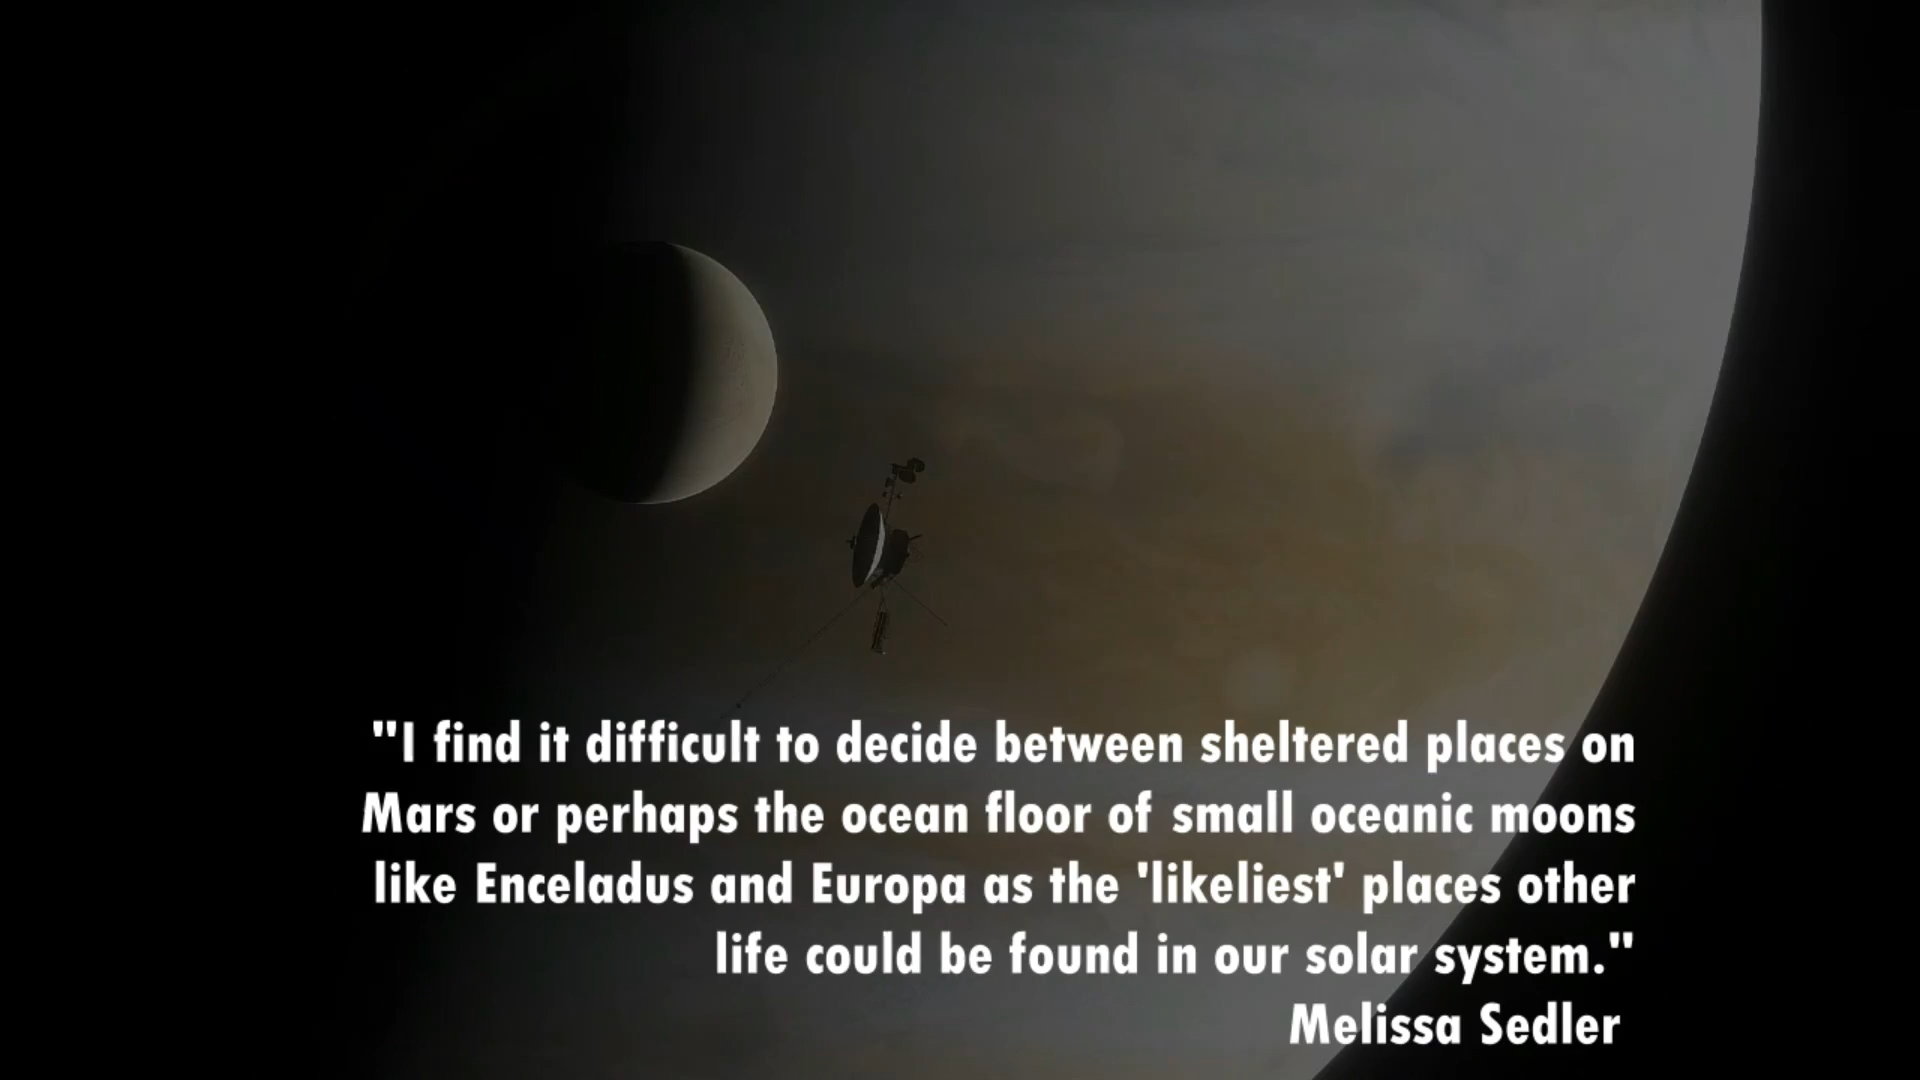 "I find it difficult to decide between sheltered places on
Mars or perhaps the ocean floor of small oceanic moons
like Enceladus and Europa as the 'likeliest' places other
life could be found in our solar system."
Melissa Sedler